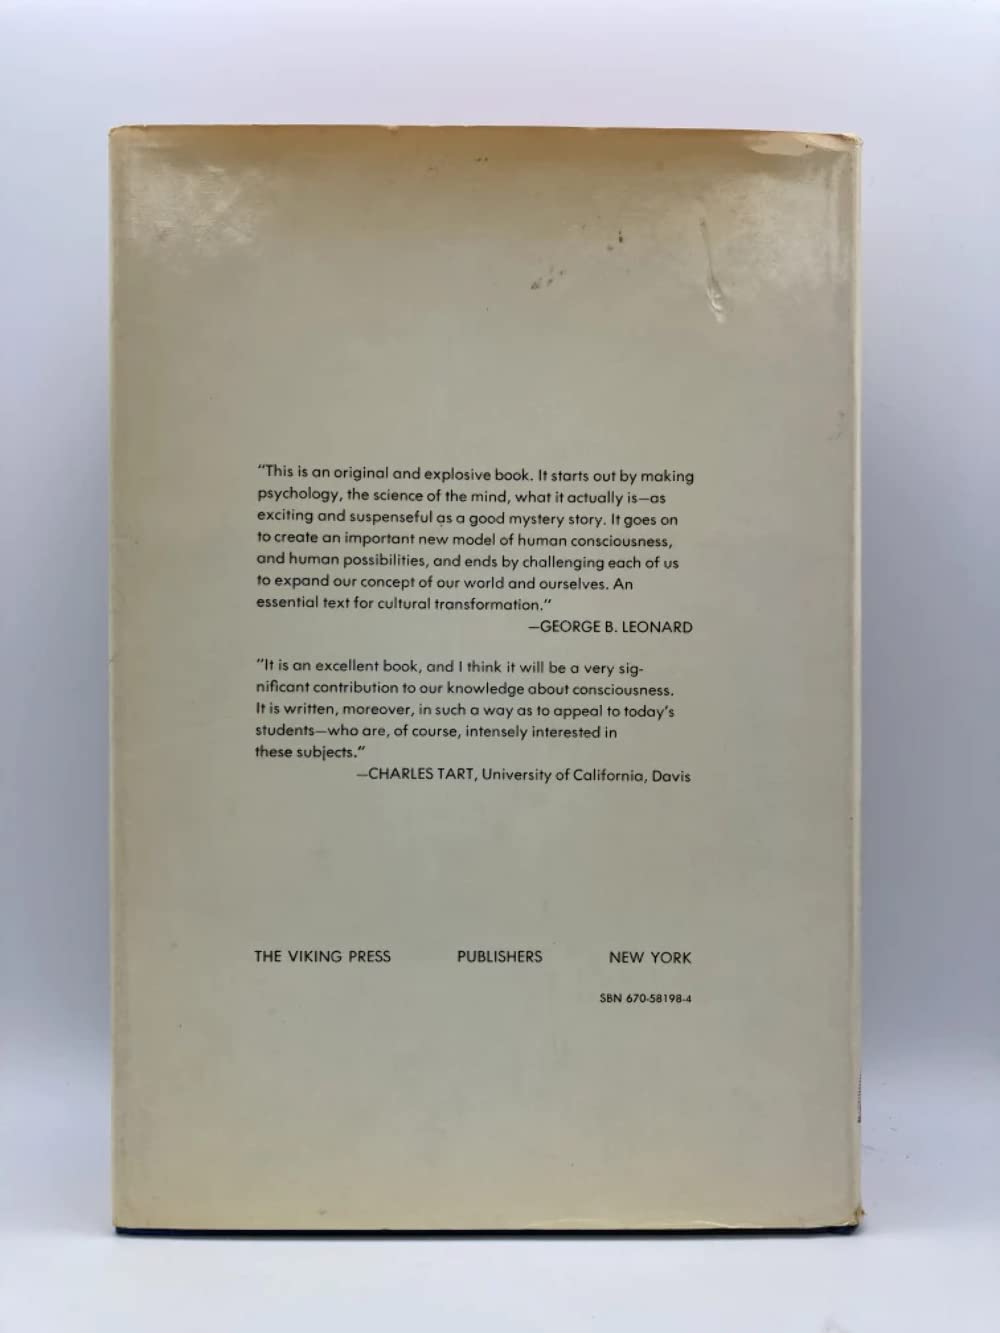 "This is an original and explosive book. It starts out by making
psychology, the science of the mind, what it actually is—as
exciting and suspenseful as a good mystery story. It goes on
to create an important new model of human consciousness,
and human possibilities, and ends by challenging each of us
to expand our concept of our world and ourselves. An
essential text for cultural transformation."
—GEORGE B. LEONARD
"It is an excellent book, and I think it will be a very sig-
nificant contribution to our knowledge about consciousness.
It is written, moreover, in such a way as to appeal to today's
students—who are, of course, intensely interested in
these subjects."
—CHARLES TART, University of California, Davis
THE VIKING PRESS PUBLISHERS NEW YORK
SBN 670-58198-4